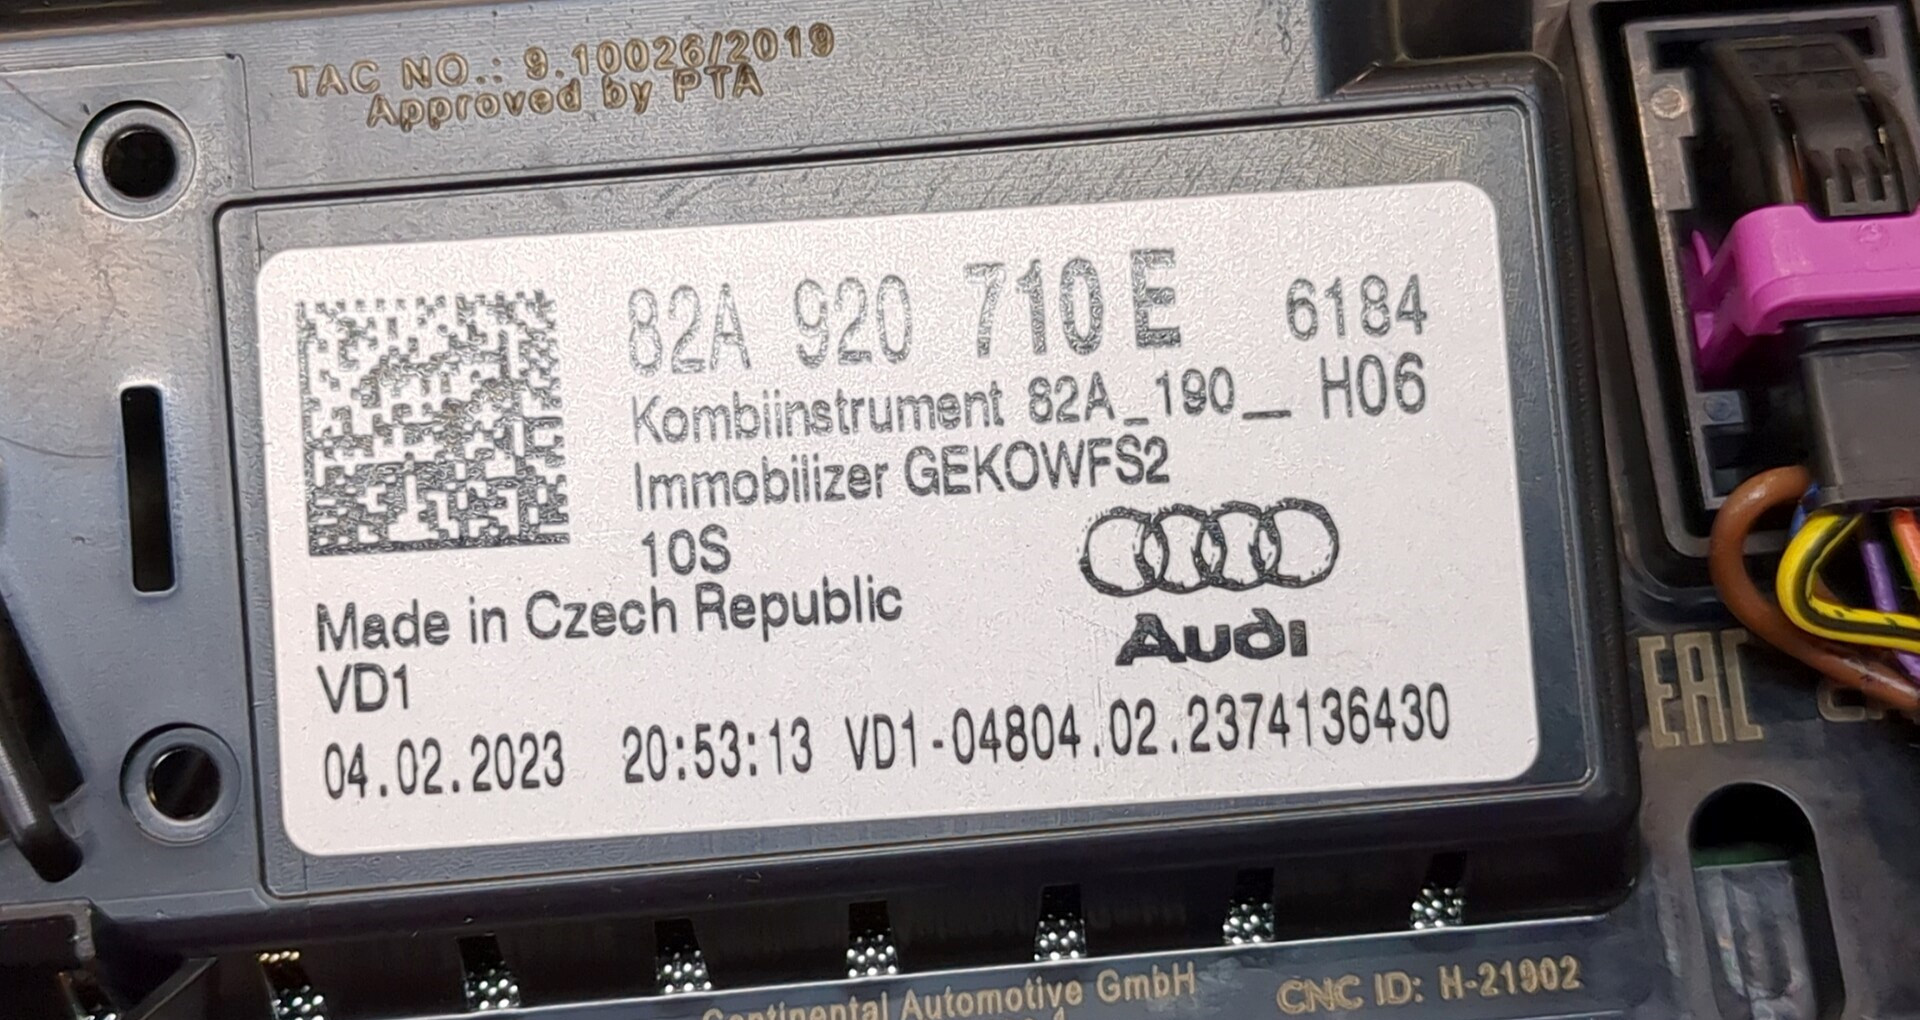 TAC NO.: 9.10026/2019
Approved by PTA
82A 920 710 E 6184
Kombiinstrument 82A_190__ H06
Immobilizer GEKOWFS2
10S
Audi
Made in Czech Republic
VD1
04.02.2023 20:53:13 VD1-04804.02.2374136430
EAC
Continental Automotive GmbH
CNC ID: H-21902